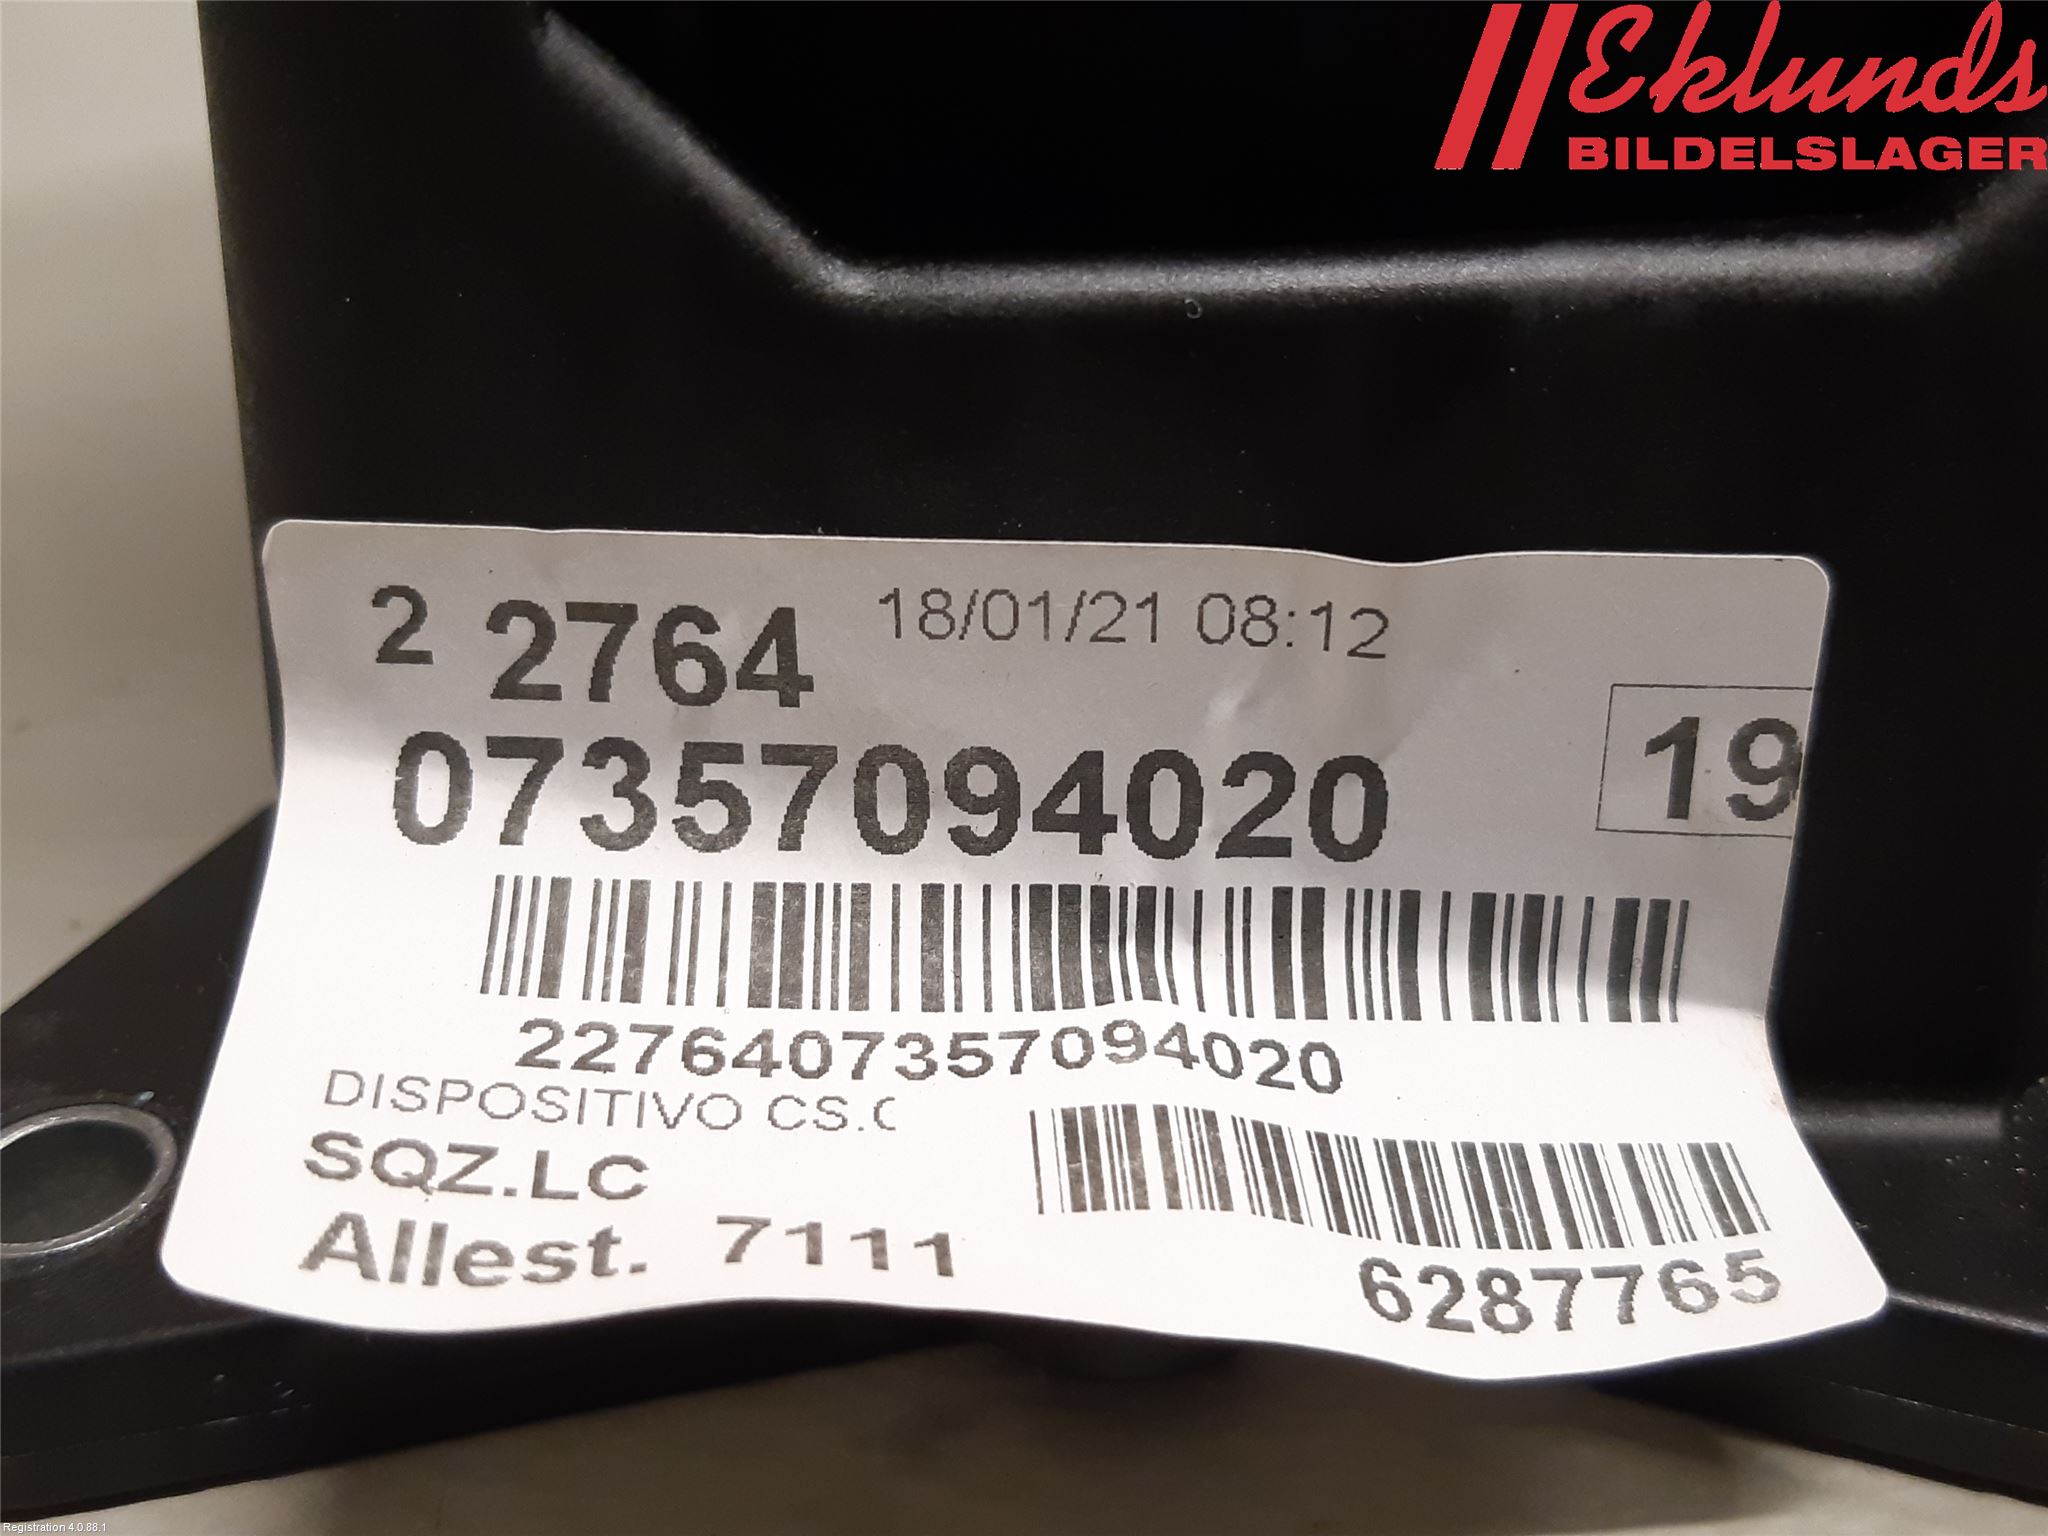 Eklunds
BILDELSLAGER
2 2764 18/01/21 08:12
19
07357094020
2276407357094020
DISPOSITIVO CS.C
SQZ.LC
Allest. 7111
6287765
Registration 4.0.88.1